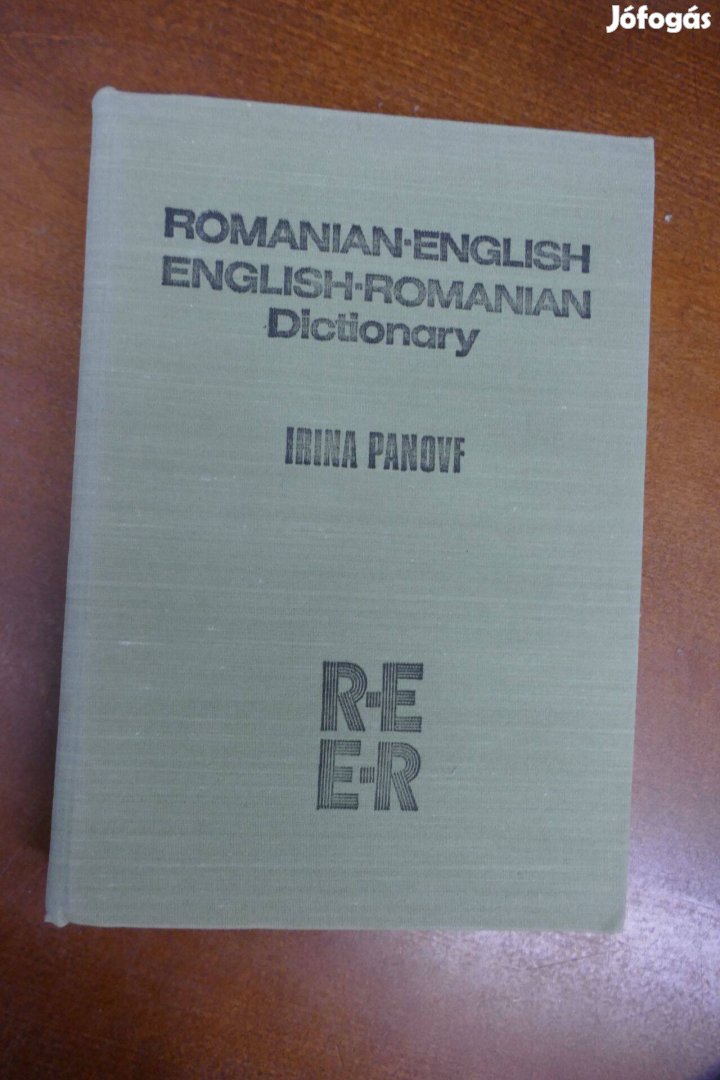 Jófogás
ROMANIAN-ENGLISH
ENGLISH-ROMANIAN
Dictionary
IRINA PANOVF
R-E
E-R